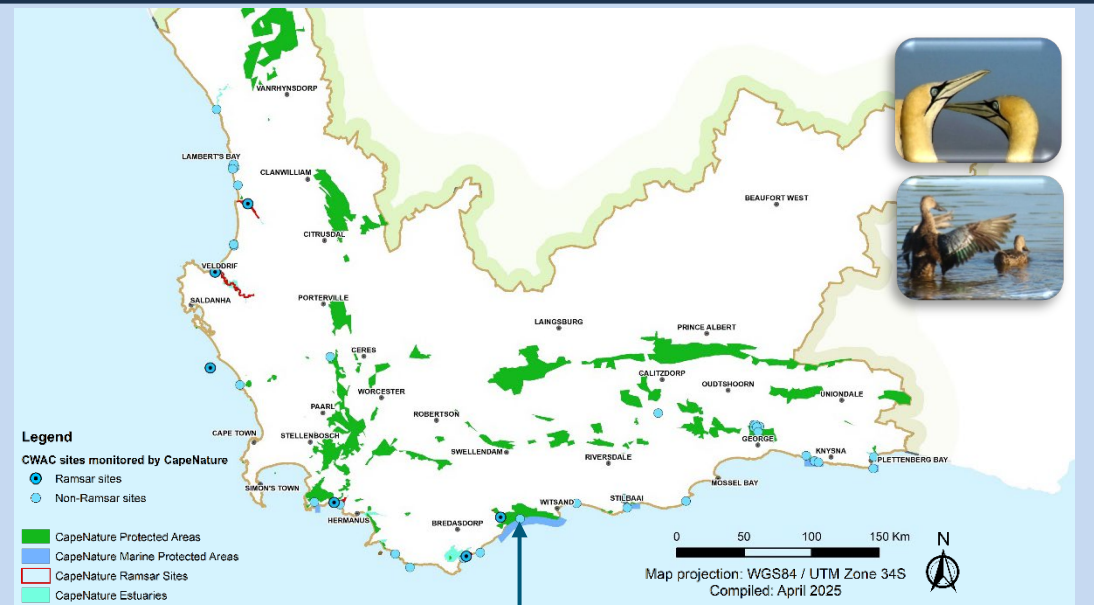 VANRHYNSDORP
LAMBERT'S BAY
CLANWILLIAM
BEAUFORT WEST
CITRUSDAL
VELDDRIF
SALDANHA
PORTERVILLE
LAINGSBURG
PRINCE ALBERT
CERES
CALITZDORP
OUDTSHOORN
WORCESTER
UNIONDALE
PAARL
ROBERTSON
CAPE TOWN
STELLENBOSCH
GEORGE
SWELLENDAM
RIVERSDALE
KNYSNA
PLETTENBERG BAY
SIMON'S TOWN
MOSSEL BAY
WITSAND
STILBAAI
HERMANUS
BREDASDORP
Legend
CWAC sites monitored by CapeNature
Ramsar sites
Non-Ramsar sites
CapeNature Protected Areas
CapeNature Marine Protected Areas
CapeNature Ramsar Sites
CapeNature Estuaries
0 50 100 150 Km
N
Map projection: WGS84 / UTM Zone 34S
Compiled: April 2025